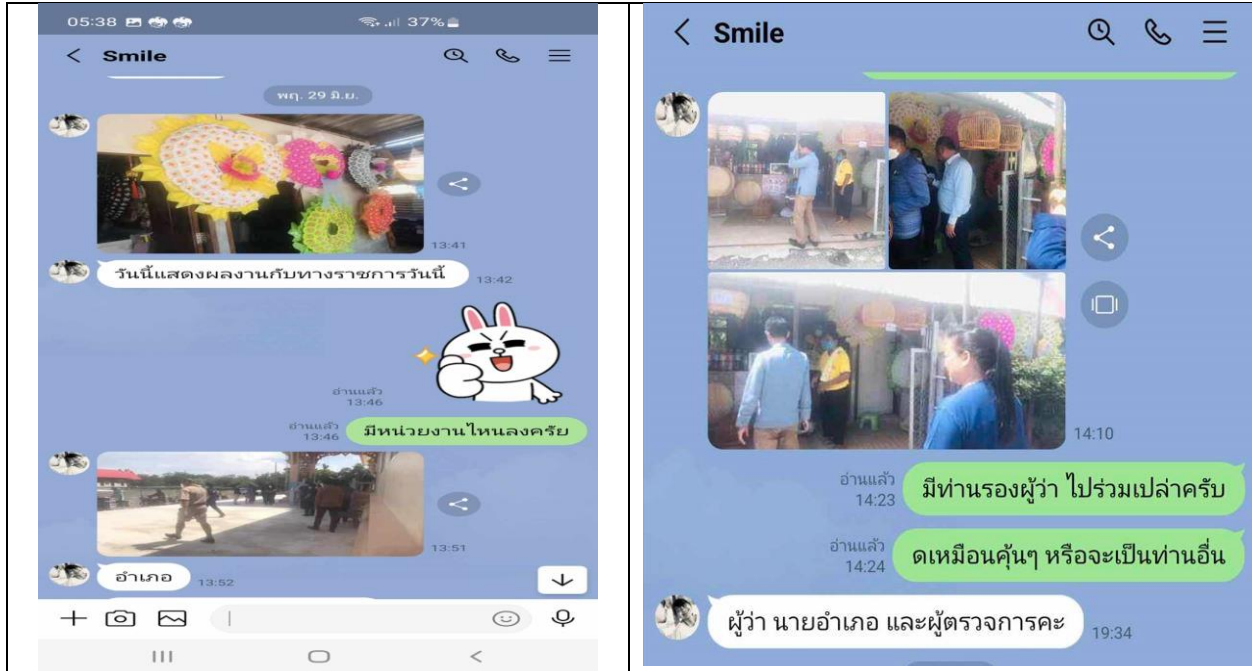 05:38
37%
Smile
พฤ. 29 มิ.ย.
13:41
วันนี้แสดงผลงานกับทางราชการวันนี้
13:42
อ่านแล้ว
13:46
อ่านแล้ว
13:46
มีหน่วยงานไหนลงครัย
13:51
อำเภอ
13:52
Smile
14:10
อ่านแล้ว
14:23
มีท่านรองผู้ว่า ไปร่วมเปล่าครับ
อ่านแล้ว
14:24
ดเหมือนคุ้นๆ หรือจะเป็นท่านอื่น
ผู้ว่า นายอำเภอ และผู้ตรวจการคะ
19:34